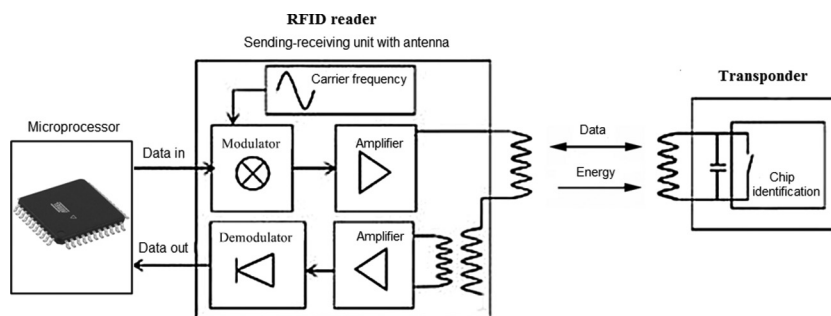 RFID reader
Sending-receiving unit with antenna
Carrier frequency
Transponder
Microprocessor
Data in
Modulator
Amplifier
Data
Energy
Chip
identification
Data out
Demodulator
Amplifier